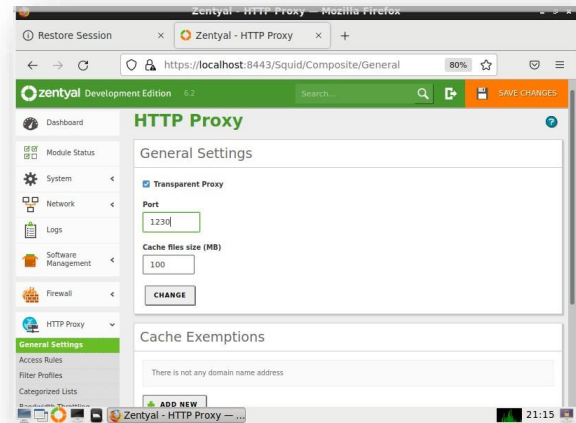 Zentyal - HTTP Proxy — Mozilla Firefox
Restore Session
Zentyal - HTTP Proxy
https://localhost:8443/Squid/Composite/General
80%
zentyal Development Edition 6.2
Search...
SAVE CHANGES
Dashboard
Module Status
System
Network
Logs
Software
Management
Firewall
HTTP Proxy
General Settings
Access Rules
Filter Profiles
Categorized Lists
Bandwidth Throttling
HTTP Proxy
General Settings
Transparent Proxy
Port
1230
Cache files size (MB)
100
CHANGE
Cache Exemptions
There is not any domain name address
ADD NEW
Zentyal - HTTP Proxy — ...
21:15